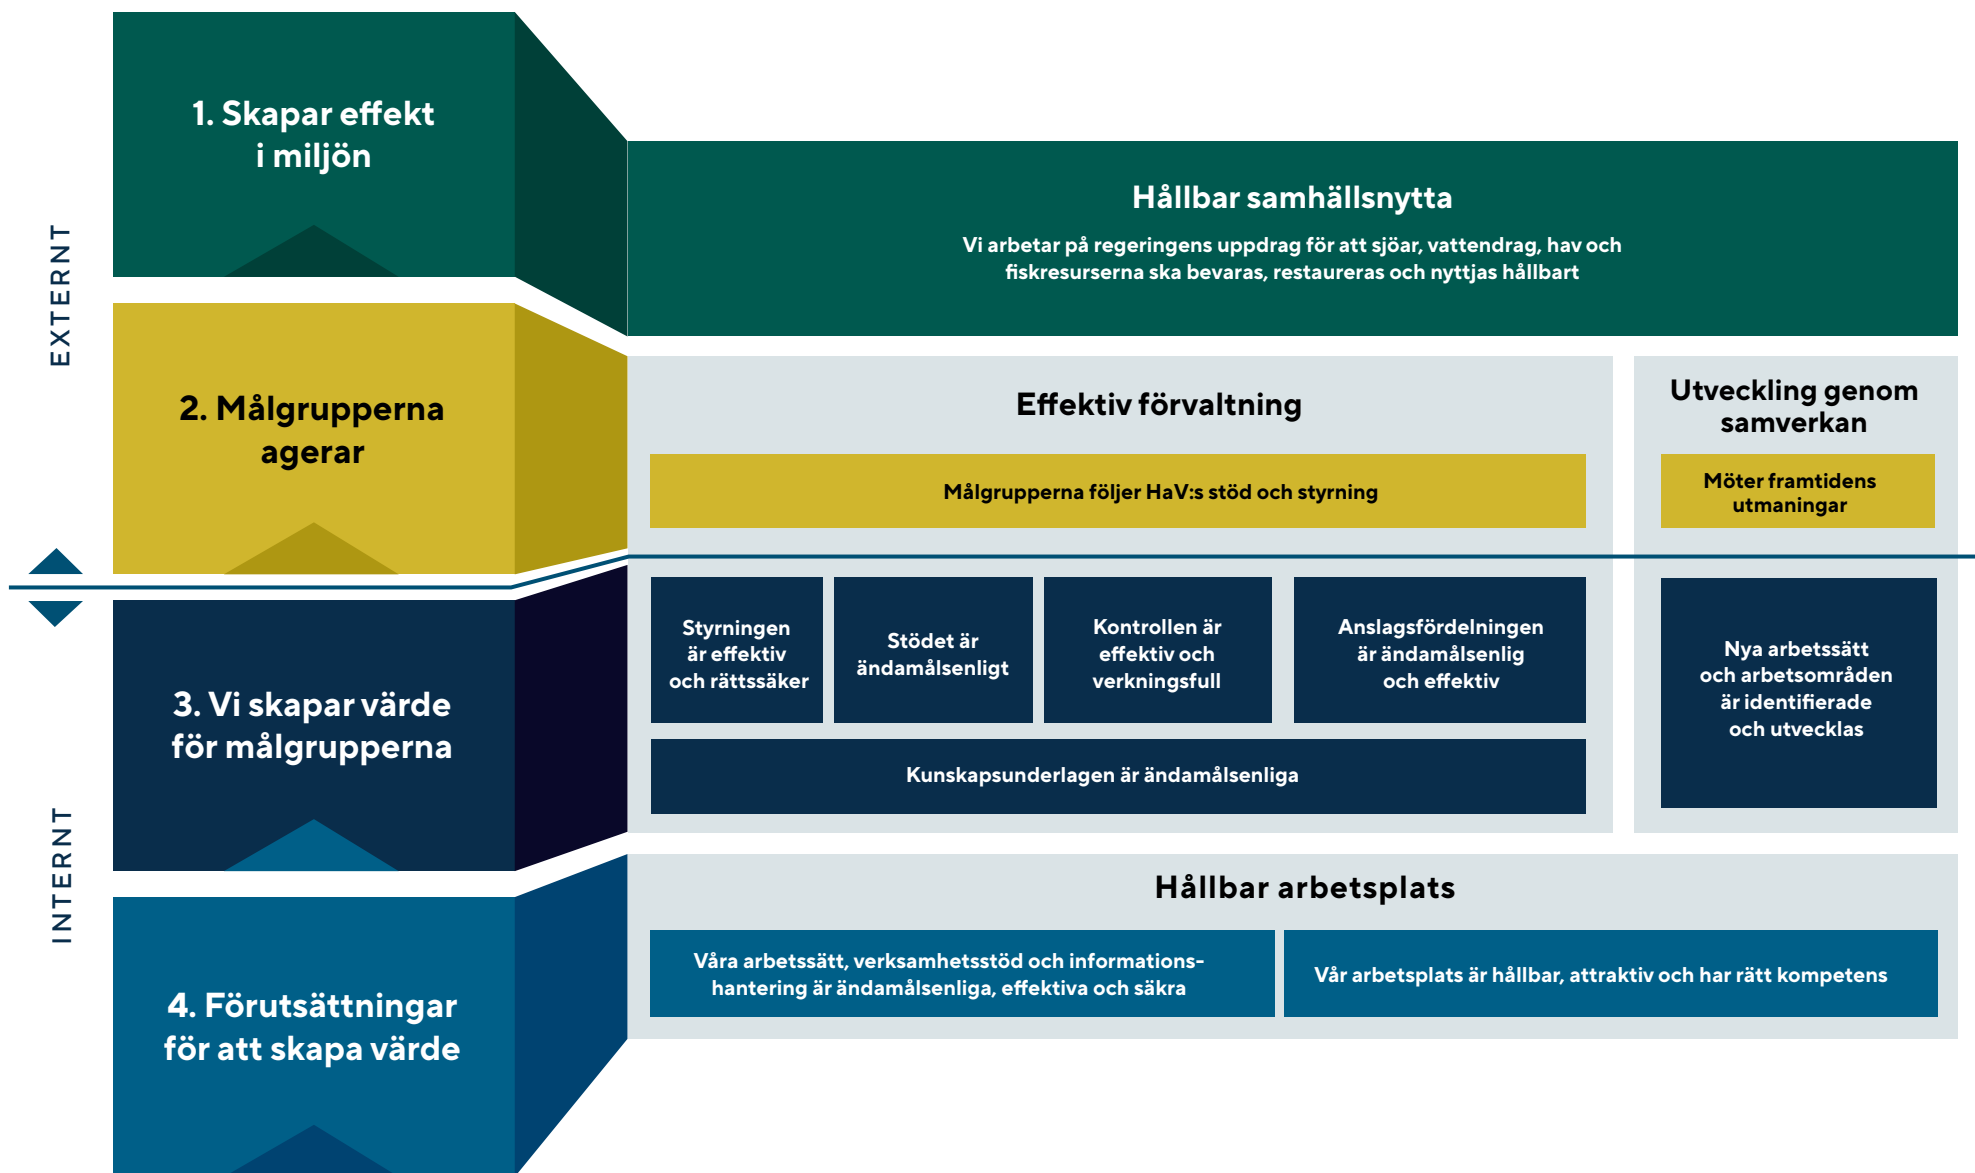 EXTERNT
1. Skapar effekt
i miljön
Hållbar samhällsnytta
Vi arbetar på regeringens uppdrag för att sjöar, vattendrag, hav och
fiskresurserna ska bevaras, restaureras och nyttjas hållbart
2. Målgrupperna
agerar
Effektiv förvaltning
Målgrupperna följer HaV:s stöd och styrning
Utveckling genom
samverkan
Möter framtidens
utmaningar
INTERNT
3. Vi skapar värde
för målgrupperna
Styrningen
är effektiv
och rättssäker
Stödet är
ändamålsenligt
Kontrollen är
effektiv och
verkningsfull
Anslagsfördelningen
är ändamålsenlig
och effektiv
Kunskapsunderlagen är ändamålsenliga
Nya arbetssätt
och arbetsområden
är identifierade
och utvecklas
4. Förutsättningar
för att skapa värde
Hållbar arbetsplats
Våra arbetssätt, verksamhetsstöd och informations-
hantering är ändamålsenliga, effektiva och säkra
Vår arbetsplats är hållbar, attraktiv och har rätt kompetens